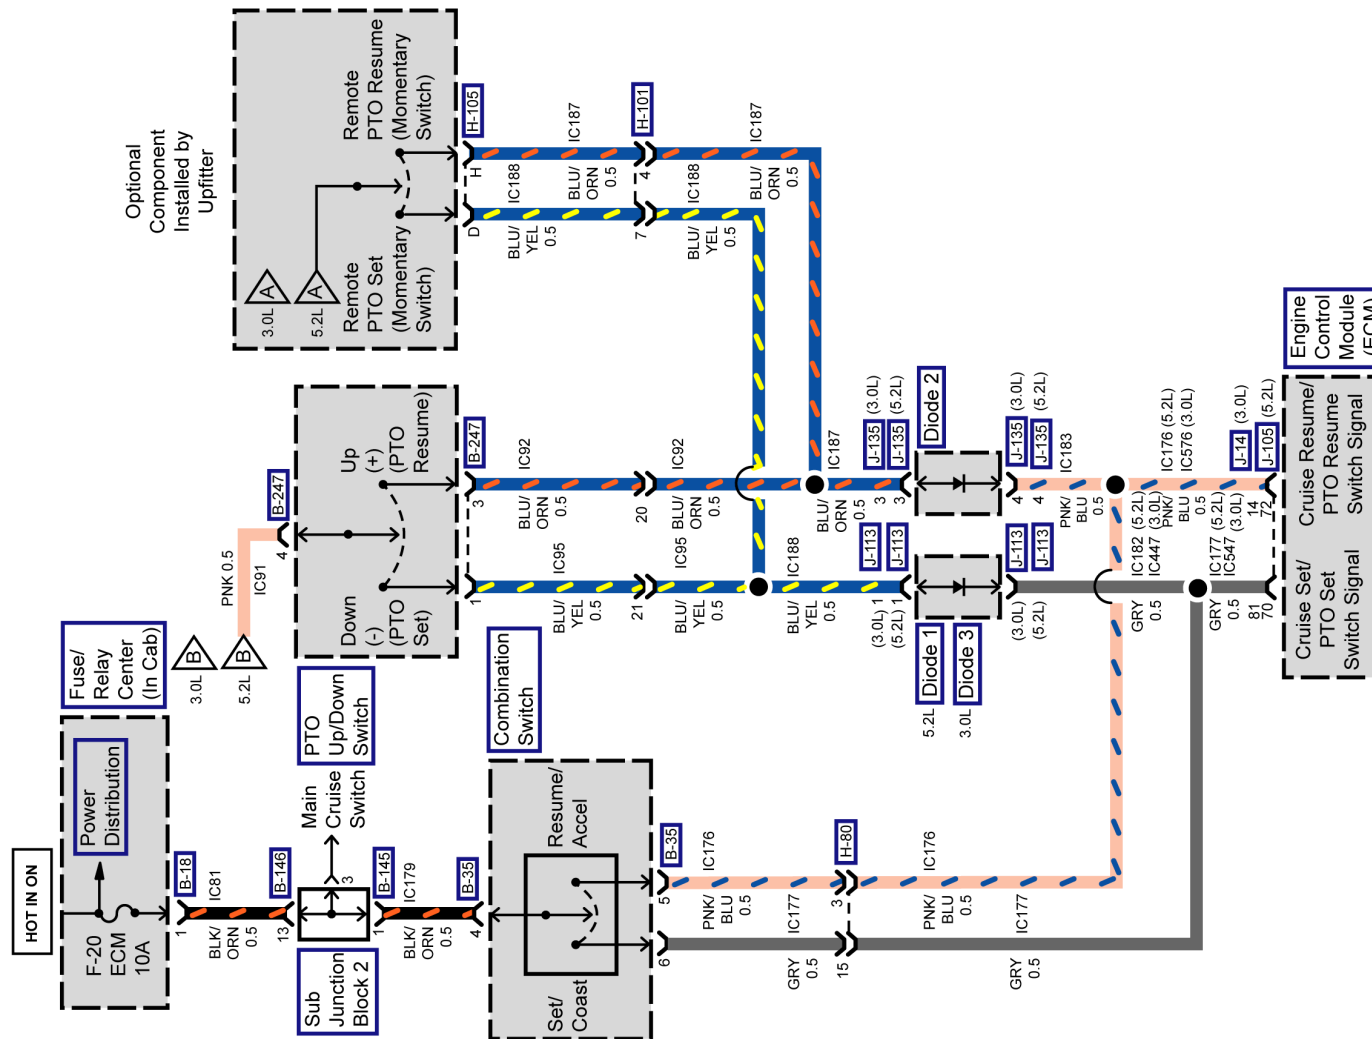 HOT IN ON
Fuse/
Relay
Center
(In Cab)
Power
Distribution
F-20
ECM
10A
1
B-18
IC81
BLK/
ORN
0.5
13
B-146
Main
Cruise
Switch
3
Sub
Junction
Block 2
1
B-145
IC179
BLK/
ORN
0.5
4
B-35
Combination
Switch
Set/
Coast
Resume/
Accel
6
5
B-35
IC176
PNK/
BLU
0.5
IC177
GRY
0.5
15
3
H-80
IC176
PNK/
BLU
0.5
IC177
GRY
0.5
3.0L
B
5.2L
B
PNK 0.5
IC91
4
B-247
PTO
Up/Down
Switch
Down
(-)
(PTO
Set)
Up
(+)
(PTO
Resume)
1
3
B-247
IC95
BLU/
YEL
0.5
IC92
BLU/
ORN
0.5
21
20
IC95
BLU/
YEL
0.5
IC92
BLU/
ORN
0.5
IC188
BLU/
YEL
0.5
IC187
BLU/
ORN
0.5
Optional
Component
Installed by
Upfitter
3.0L
A
5.2L
A
Remote
PTO Set
(Momentary
Switch)
Remote
PTO Resume
(Momentary
Switch)
D
H
H-105
IC188
BLU/
YEL
0.5
IC187
BLU/
ORN
0.5
7
4
H-101
IC188
BLU/
YEL
0.5
IC187
BLU/
ORN
0.5
(3.0L) 1
J-113
(5.2L) 1
J-113
3
J-135 (3.0L)
3
J-135 (5.2L)
5.2L
Diode 1
3.0L
Diode 3
Diode 2
(3.0L)
J-113
(5.2L)
J-113
4
J-135 (3.0L)
4
J-135 (5.2L)
IC183
PNK/
BLU
0.5
IC182 (5.2L)
IC447 (3.0L)
GRY
0.5
IC176 (5.2L)
IC576 (3.0L)
PNK/
BLU
0.5
IC177 (5.2L)
IC547 (3.0L)
GRY
0.5
81
70
14
J-14 (3.0L)
72
J-105 (5.2L)
Cruise Set/
PTO Set
Switch Signal
Cruise Resume/
PTO Resume
Switch Signal
Engine
Control
Module
(ECM)